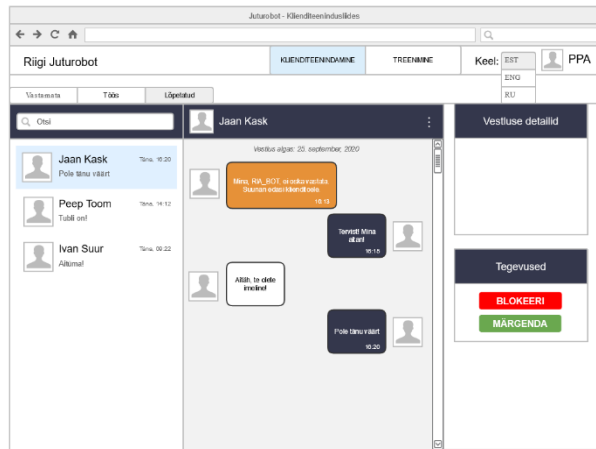 Juturobot - Klienditeeninduslides
Riigi Juturobot
KLIENDITEENINDAMINE
TREENIMINE
Keel:
EST
ENG
RU
PPA
Vastamata
Töös
Lõpetatud
Otsi
Jaan Kask
Täna, 16:20
Pole tänu väärt
Peep Toom
Täna, 14:12
Tubli on!
Ivan Suur
Täna, 09:22
Aitüma!
Jaan Kask
Vestlus algas: 25. september, 2020
Mina, RIA_BOT, ei oska vastata.
Suunan edasi klienditoele
16:13
Tervist! Mina
aitan!
16:15
Aitäh, te olete
imeline!
Pole tänu väärt
16:20
Vestluse detailid
Tegevused
BLOKEERI
MÄRGENDA